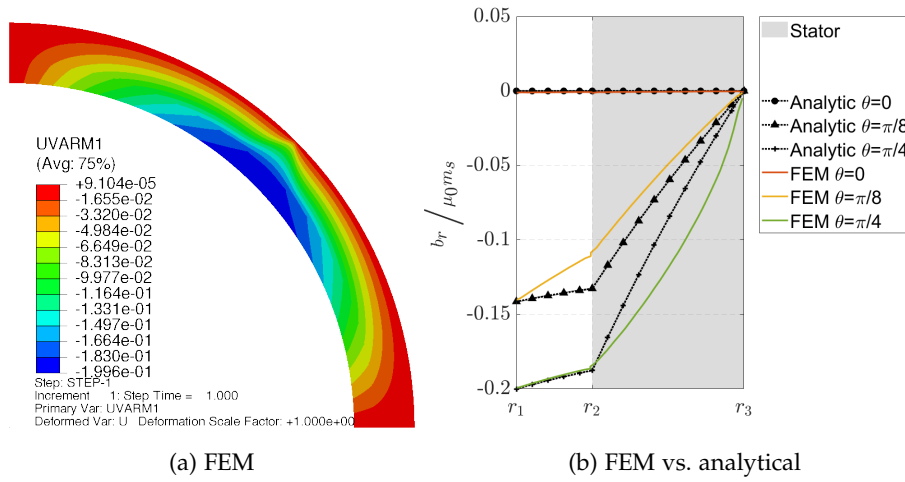 UVARM1
(Avg: 75%)
+9.104e-05
-1.655e-02
-3.320e-02
-4.984e-02
-6.649e-02
-8.313e-02
-9.977e-02
-1.164e-01
-1.331e-01
-1.497e-01
-1.664e-01
-1.830e-01
-1.996e-01
Step: STEP-1
Increment 1: Step Time = 1.000
Primary Var: UVARM1
Deformed Var: U Deformation Scale Factor: +1.000e+00
(a) FEM
0.05
0
-0.05
-0.1
-0.15
-0.2
b_r / μ_0 m_s
r_1 r_2 r_3
Stator
Analytic θ=0
Analytic θ=π/8
Analytic θ=π/4
FEM θ=0
FEM θ=π/8
FEM θ=π/4
(b) FEM vs. analytical